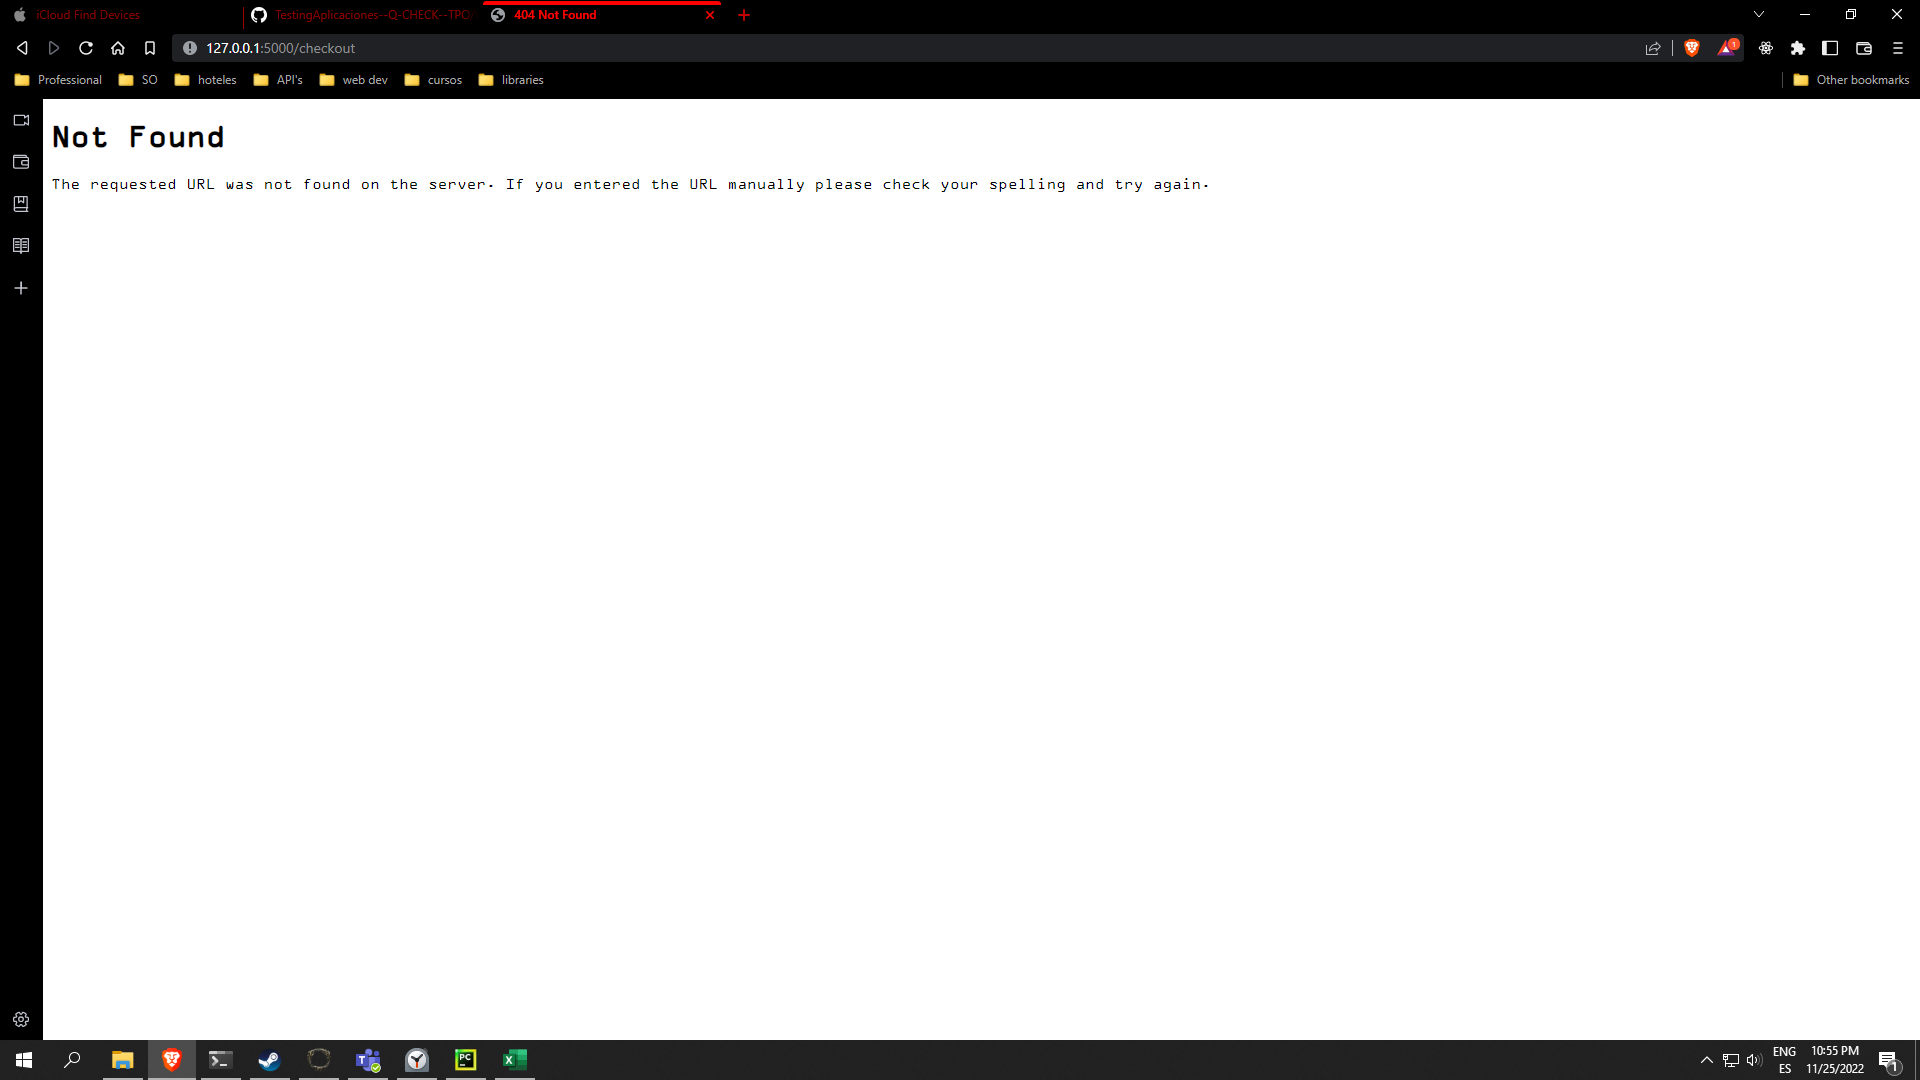 iCloud Find Devices
TestingAplicaciones--Q-CHECK--TPO
404 Not Found
127.0.0.1:5000/checkout
1
Professional
SO
hoteles
API's
web dev
cursos
libraries
Other bookmarks
Not Found
The requested URL was not found on the server. If you entered the URL manually please check your spelling and try again.
T
PC
X
ENG
ES
10:55 PM
11/25/2022
1